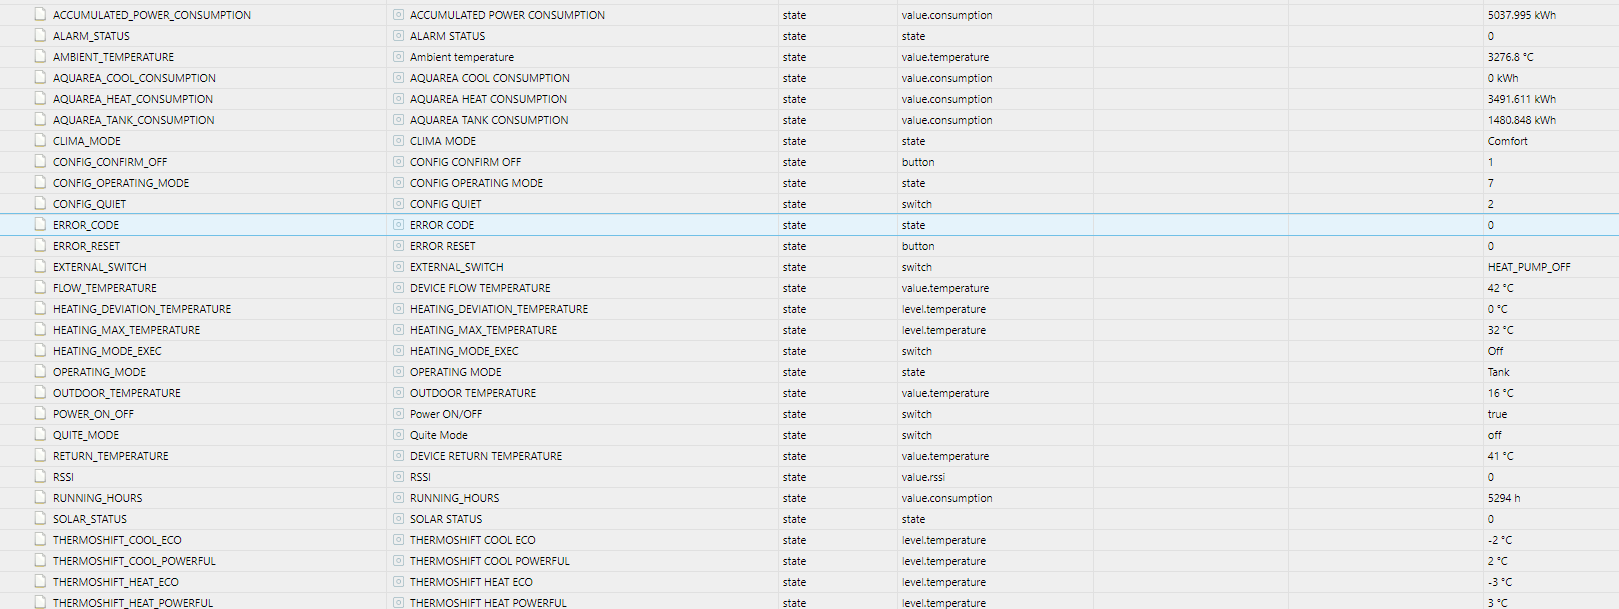 ACCUMULATED_POWER_CONSUMPTION ACCUMULATED POWER CONSUMPTION state value.consumption 5037.995 kWh
ALARM_STATUS ALARM STATUS state state 0
AMBIENT_TEMPERATURE Ambient temperature state value.temperature 3276.8 °C
AQUAREA_COOL_CONSUMPTION AQUAREA COOL CONSUMPTION state value.consumption 0 kWh
AQUAREA_HEAT_CONSUMPTION AQUAREA HEAT CONSUMPTION state value.consumption 3491.611 kWh
AQUAREA_TANK_CONSUMPTION AQUAREA TANK CONSUMPTION state value.consumption 1480.848 kWh
CLIMA_MODE CLIMA MODE state state Comfort
CONFIG_CONFIRM_OFF CONFIG CONFIRM OFF state button 1
CONFIG_OPERATING_MODE CONFIG OPERATING MODE state state 7
CONFIG_QUIET CONFIG QUIET state switch 2
ERROR_CODE ERROR CODE state state 0
ERROR_RESET ERROR RESET state button 0
EXTERNAL_SWITCH EXTERNAL_SWITCH state switch HEAT_PUMP_OFF
FLOW_TEMPERATURE DEVICE FLOW TEMPERATURE state value.temperature 42 °C
HEATING_DEVIATION_TEMPERATURE HEATING_DEVIATION_TEMPERATURE state level.temperature 0 °C
HEATING_MAX_TEMPERATURE HEATING_MAX_TEMPERATURE state level.temperature 32 °C
HEATING_MODE_EXEC HEATING_MODE_EXEC state switch Off
OPERATING_MODE OPERATING MODE state state Tank
OUTDOOR_TEMPERATURE OUTDOOR TEMPERATURE state value.temperature 16 °C
POWER_ON_OFF Power ON/OFF state switch true
QUITE_MODE Quite Mode state switch off
RETURN_TEMPERATURE DEVICE RETURN TEMPERATURE state value.temperature 41 °C
RSSI RSSI state value.rssi 0
RUNNING_HOURS RUNNING_HOURS state value.consumption 5294 h
SOLAR_STATUS SOLAR STATUS state state 0
THERMOSHIFT_COOL_ECO THERMOSHIFT COOL ECO state level.temperature -2 °C
THERMOSHIFT_COOL_POWERFUL THERMOSHIFT COOL POWERFUL state level.temperature 2 °C
THERMOSHIFT_HEAT_ECO THERMOSHIFT HEAT ECO state level.temperature -3 °C
THERMOSHIFT_HEAT_POWERFUL THERMOSHIFT HEAT POWERFUL state level.temperature 3 °C